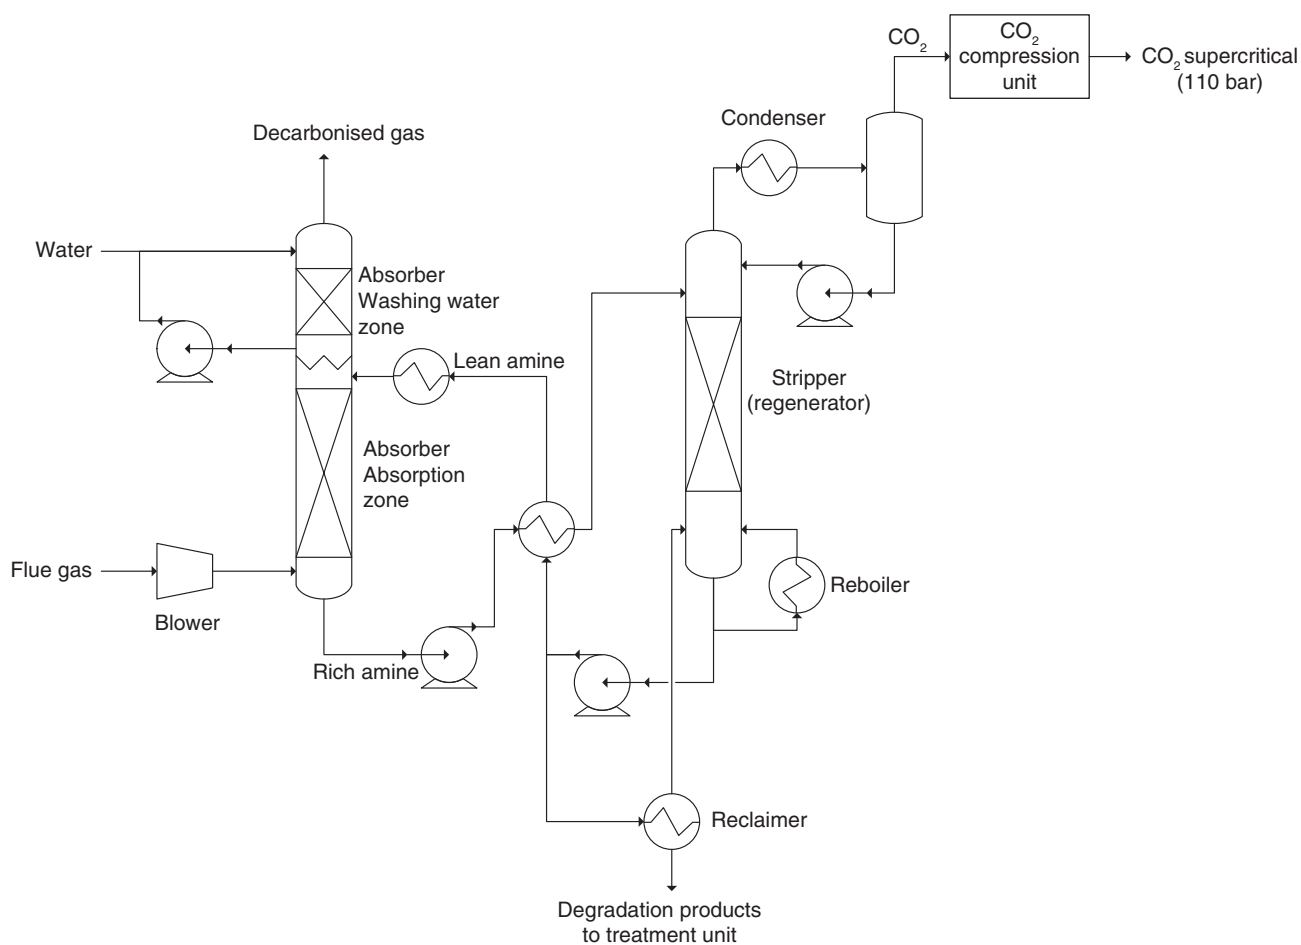 CO₂
CO₂
compression
unit
CO₂ supercritical
(110 bar)
Condenser
Decarbonised gas
Water
Absorber
Washing water
zone
Lean amine
Stripper
(regenerator)
Absorber
Absorption
zone
Flue gas
Blower
Reboiler
Rich amine
Reclaimer
Degradation products
to treatment unit